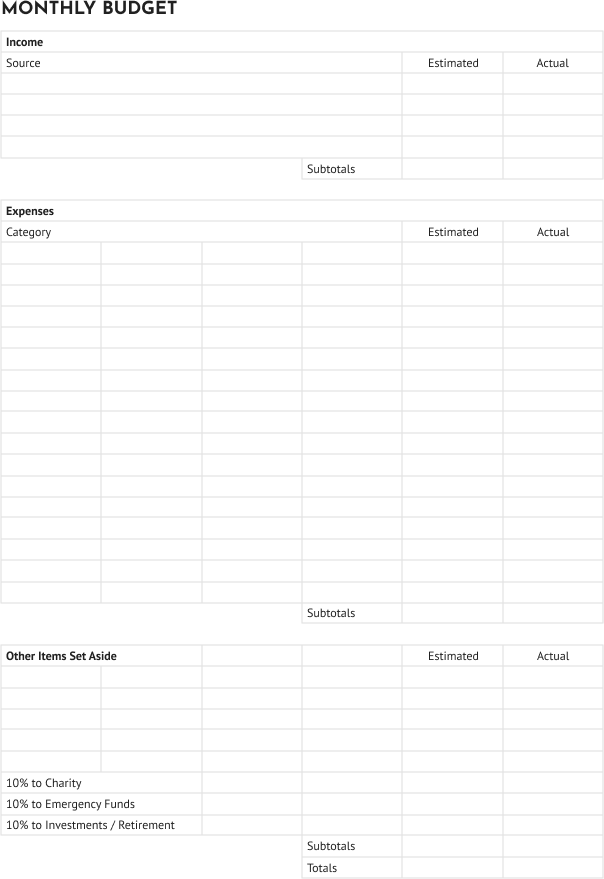 MONTHLY BUDGET
Income
Source Estimated Actual
Subtotals
Expenses
Category Estimated Actual
Subtotals
Other Items Set Aside Estimated Actual
10% to Charity
10% to Emergency Funds
10% to Investments / Retirement
Subtotals
Totals